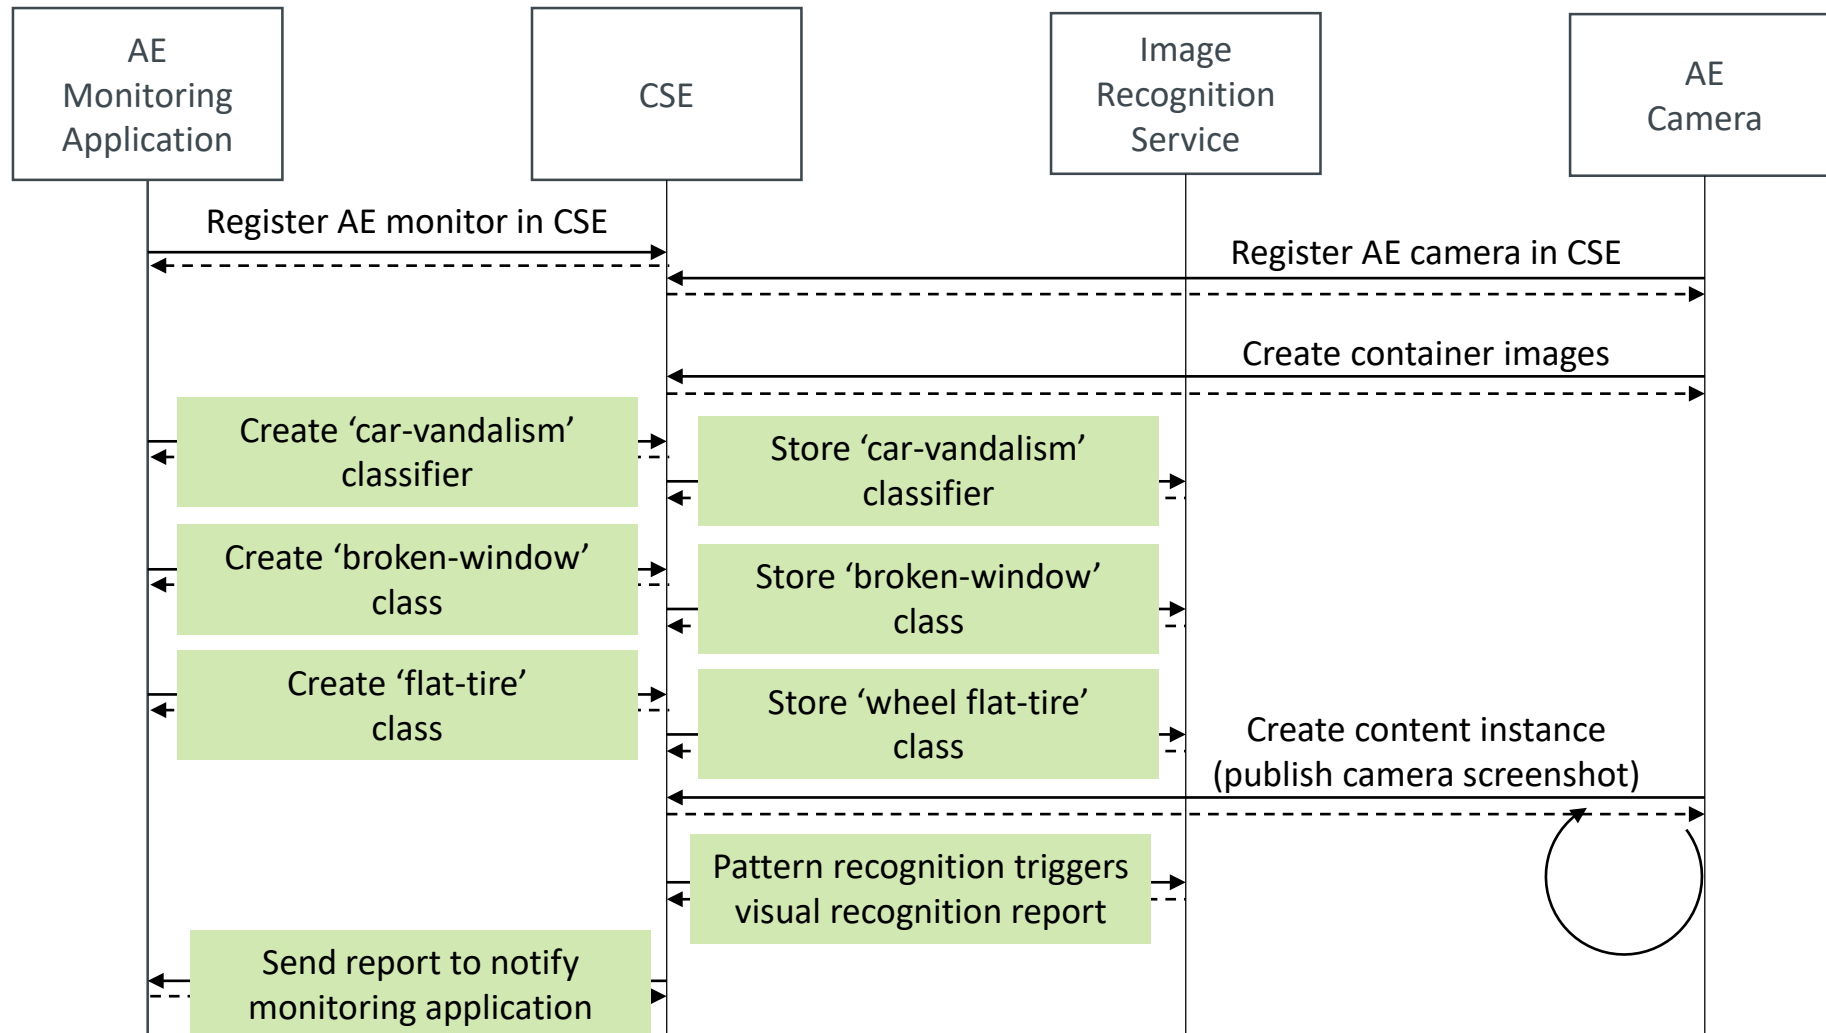 AE
Monitoring
Application
CSE
Image
Recognition
Service
AE
Camera
Register AE monitor in CSE
Register AE camera in CSE
Create container images
Create ‘car-vandalism’
classifier
Store ‘car-vandalism’
classifier
Create ‘broken-window’
class
Store ‘broken-window’
class
Create ‘flat-tire’
class
Store ‘wheel flat-tire’
class
Create content instance
(publish camera screenshot)
Pattern recognition triggers
visual recognition report
Send report to notify
monitoring application